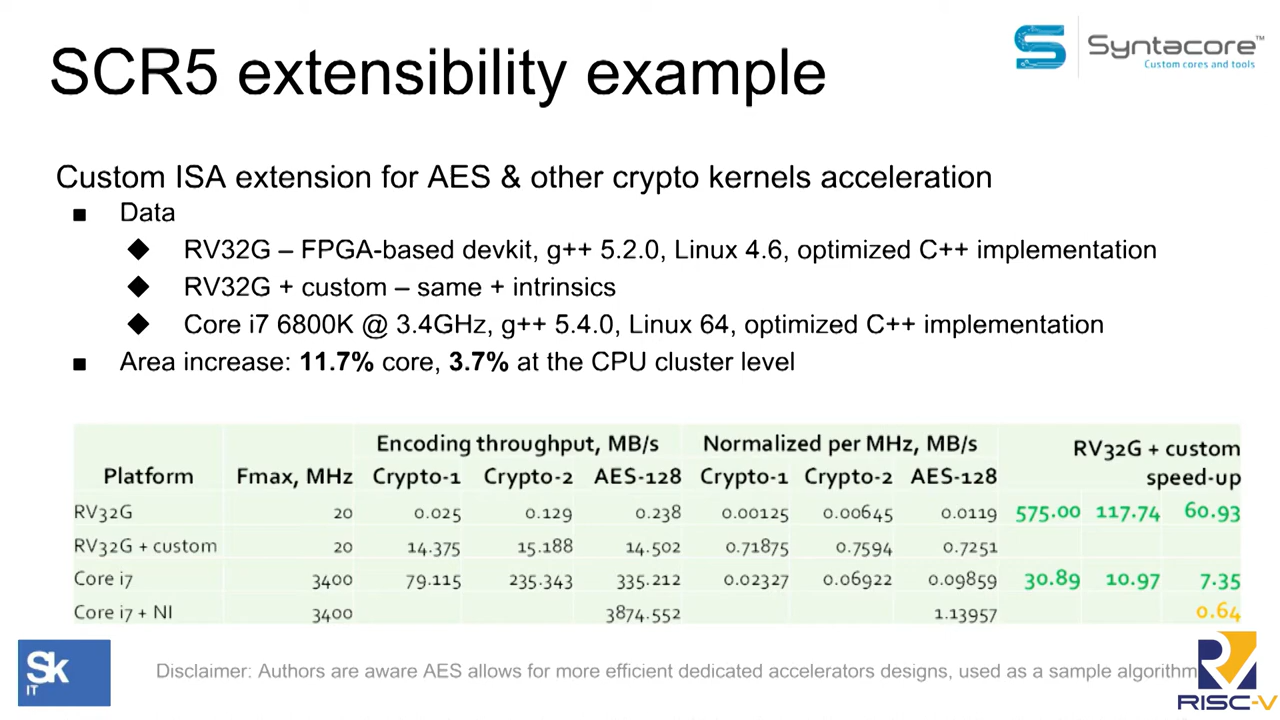 SCR5 extensibility example
Syntacore™
Custom cores and tools
Custom ISA extension for AES & other crypto kernels acceleration
■ Data
◆ RV32G – FPGA-based devkit, g++ 5.2.0, Linux 4.6, optimized C++ implementation
◆ RV32G + custom – same + intrinsics
◆ Core i7 6800K @ 3.4GHz, g++ 5.4.0, Linux 64, optimized C++ implementation
■ Area increase: 11.7% core, 3.7% at the CPU cluster level
Encoding throughput, MB/s Normalized per MHz, MB/s RV32G + custom speed-up
Platform Fmax, MHz Crypto-1 Crypto-2 AES-128 Crypto-1 Crypto-2 AES-128
RV32G 20 0.025 0.129 0.238 0.00125 0.00645 0.0119 575.00 117.74 60.93
RV32G + custom 20 14.375 15.188 14.502 0.71875 0.7594 0.7251
Core i7 3400 79.115 235.343 335.212 0.02327 0.06922 0.09859 30.89 10.97 7.35
Core i7 + NI 3400 3874.552 1.13957 0.64
Sk
IT
Disclaimer: Authors are aware AES allows for more efficient dedicated accelerators designs, used as a sample algorithm
RISC-V